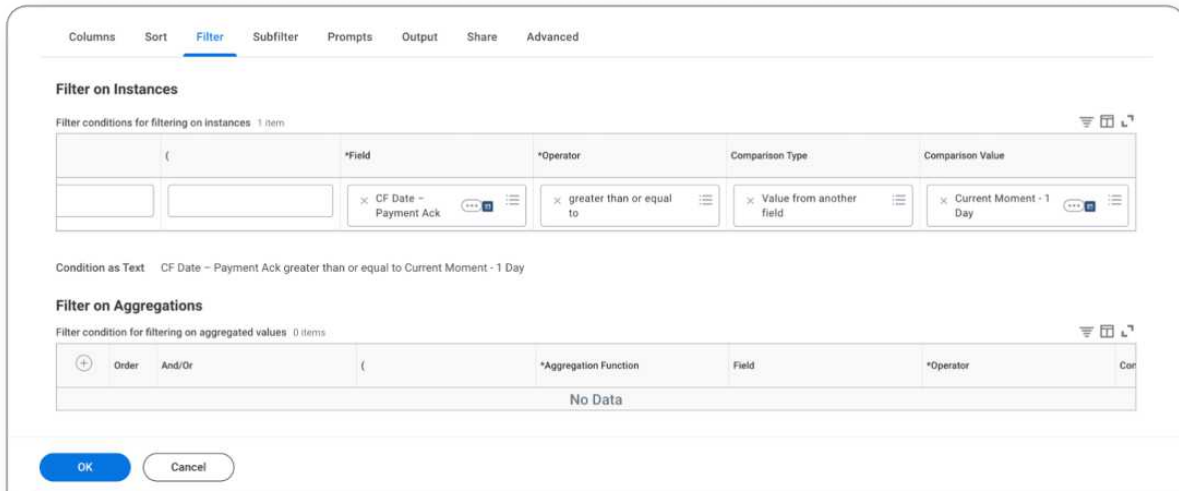 Columns Sort Filter Subfilter Prompts Output Share Advanced
Filter on Instances
Filter conditions for filtering on instances 1 item
( *Field *Operator Comparison Type Comparison Value
× CF Date – × greater than or equal × Value from another × Current Moment - 1
Payment Ack to field Day
Condition as Text CF Date – Payment Ack greater than or equal to Current Moment - 1 Day
Filter on Aggregations
Filter condition for filtering on aggregated values 0 items
Order And/Or ( *Aggregation Function Field *Operator Con
No Data
OK Cancel